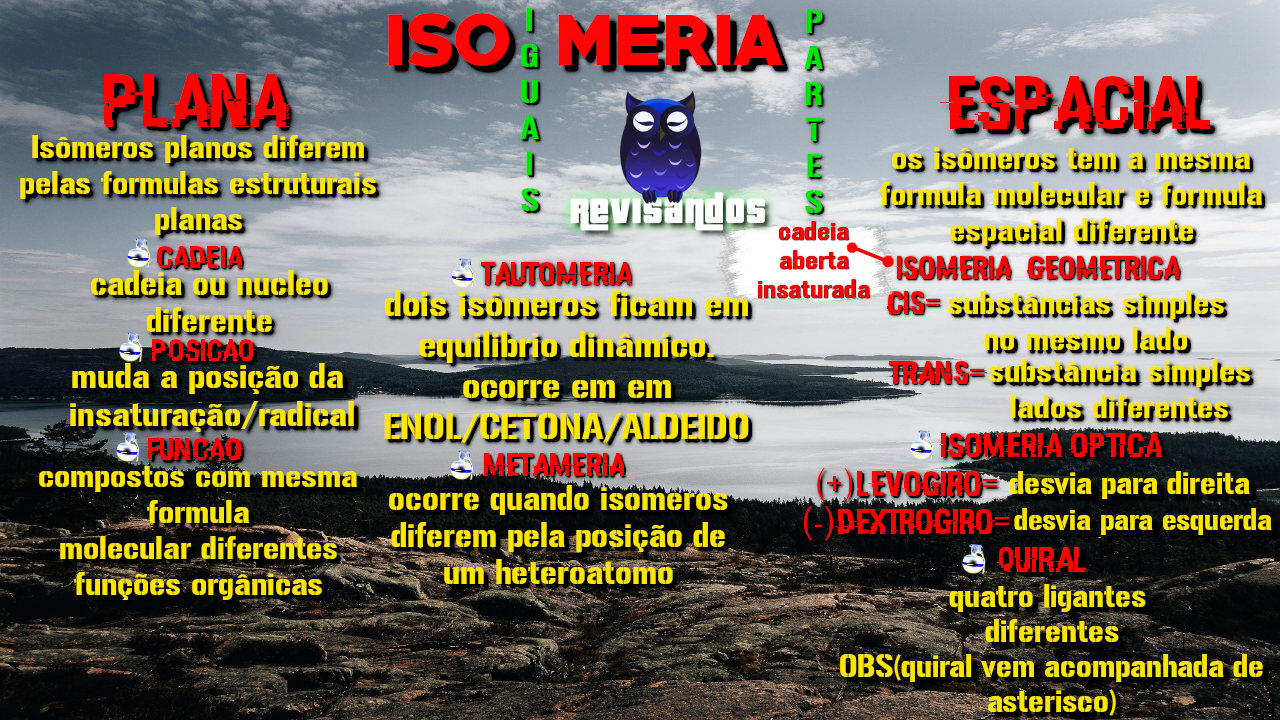 ISO MERIA
IGUAIS
PARTES
Revisandos
PLANA
Isômeros planos diferem
pelas formulas estruturais
planas
CADEIA
cadeia ou nucleo
diferente
POSICAO
muda a posição da
insaturação/radical
FUNCAO
compostos com mesma
formula
molecular diferentes
funções orgânicas
TAUTOMERIA
dois isômeros ficam em
equilibrio dinâmico.
ocorre em em
ENOL/CETONA/ALDEIDO
METAMERIA
ocorre quando isomeros
diferem pela posição de
um heteroatomo
ESPACIAL
os isômeros tem a mesma
formula molecular e formula
espacial diferente
cadeia
aberta
insaturada
ISOMERIA GEOMETRICA
CIS= substâncias simples
no mesmo lado
TRANS= substância simples
lados diferentes
ISOMERIA OPTICA
(+)LEVOGIRO= desvia para direita
(-)DEXTROGIRO= desvia para esquerda
QUIRAL
quatro ligantes
diferentes
OBS(quiral vem acompanhada de
asterisco)